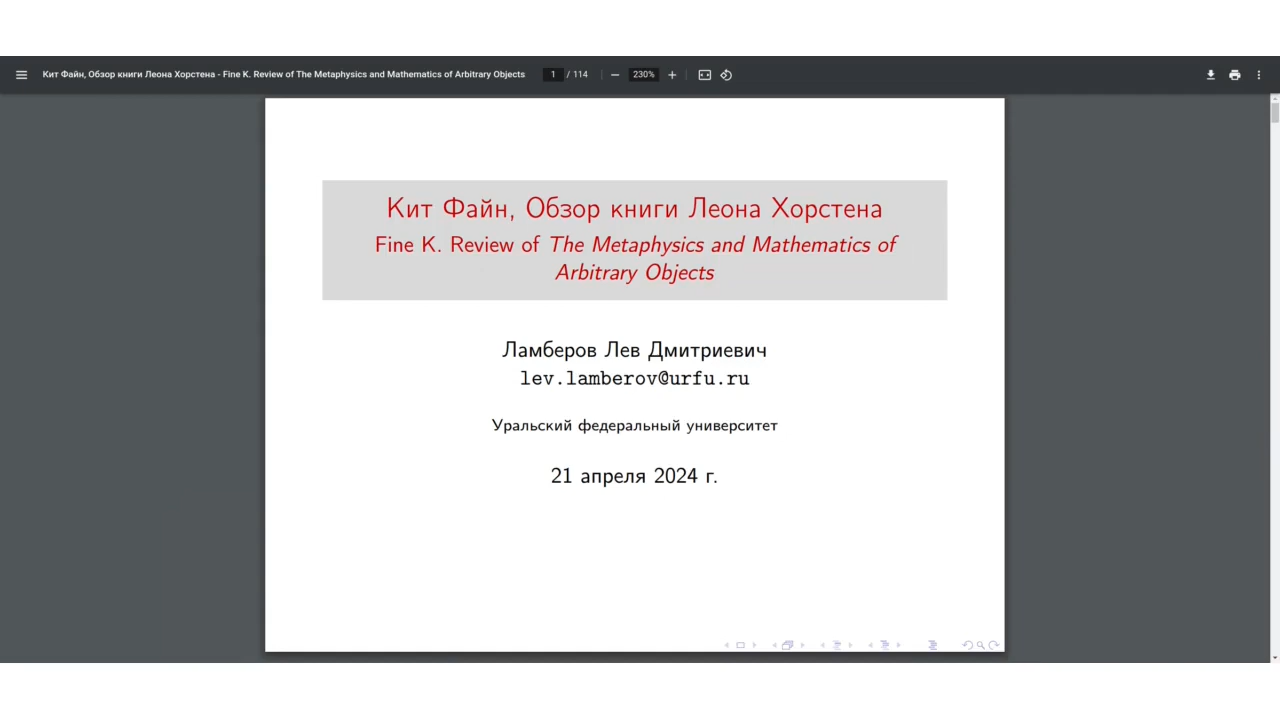 Кит Файн, Обзор книги Леона Хорстена - Fine K. Review of The Metaphysics and Mathematics of Arbitrary Objects 1 / 114 − 230% +
Кит Файн, Обзор книги Леона Хорстена
Fine K. Review of The Metaphysics and Mathematics of
Arbitrary Objects
Ламберов Лев Дмитриевич
lev.lamberov@urfu.ru
Уральский федеральный университет
21 апреля 2024 г.